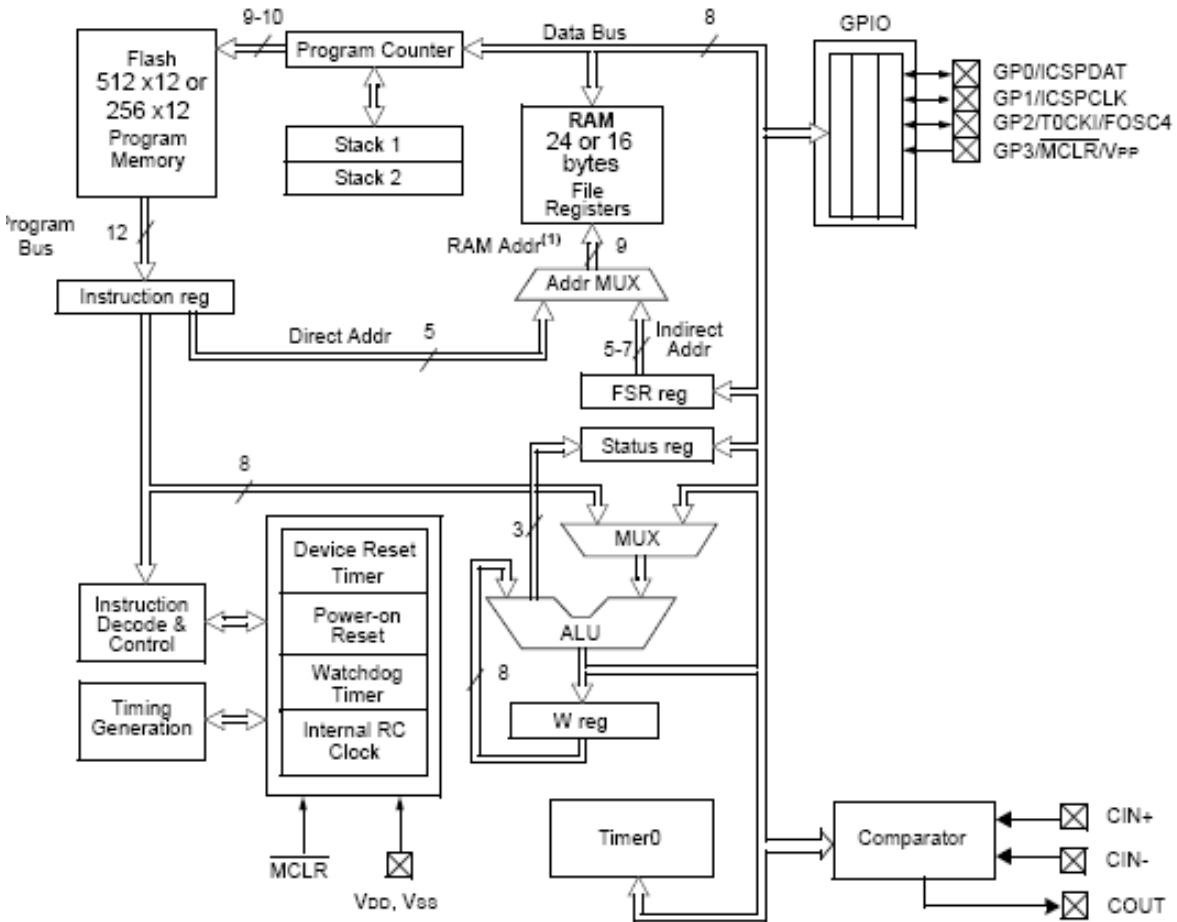 9-10
Data Bus
8
GPIO
Flash
512 x12 or
256 x12
Program
Memory
Program Counter
Stack 1
Stack 2
RAM
24 or 16
bytes
File
Registers
GP0/ICSPDAT
GP1/ICSPCLK
GP2/T0CKI/FOSC4
GP3/MCLR/VPP
Program
Bus
12
RAM Addr(1)
9
Addr MUX
Instruction reg
Direct Addr
5
5-7
Indirect
Addr
FSR reg
Status reg
8
3
MUX
Device Reset
Timer
Instruction
Decode &
Control
Power-on
Reset
ALU
Watchdog
Timer
8
Timing
Generation
Internal RC
Clock
W reg
MCLR
VDD, VSS
Timer0
Comparator
CIN+
CIN-
COUT